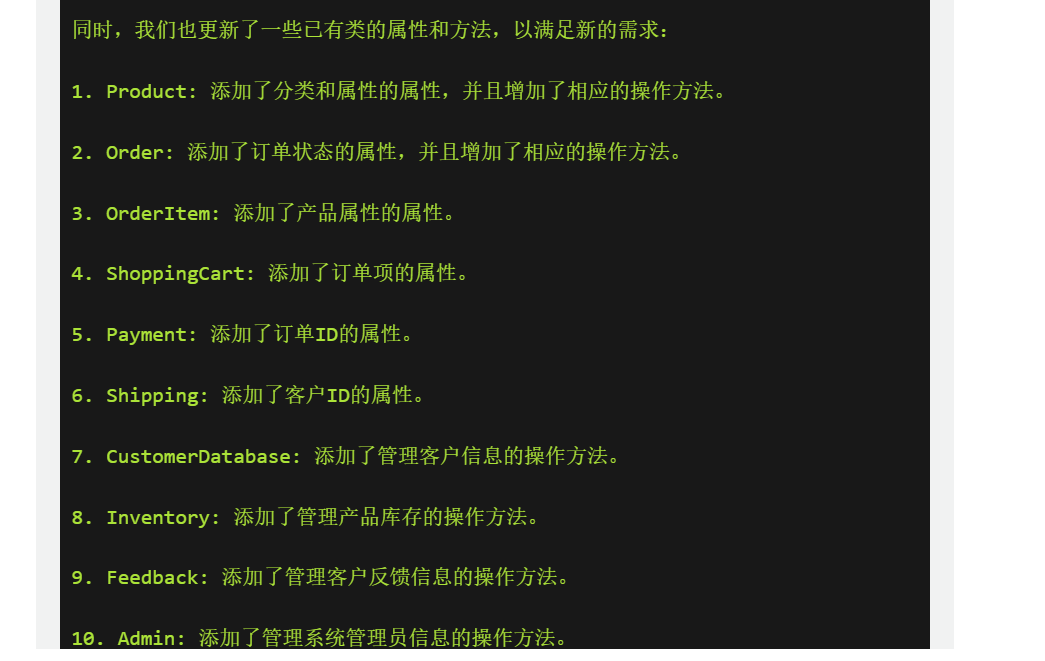 同时，我们也更新了一些已有类的属性和方法，以满足新的需求：
1. Product: 添加了分类和属性的属性，并且增加了相应的操作方法。
2. Order: 添加了订单状态的属性，并且增加了相应的操作方法。
3. OrderItem: 添加了产品属性的属性。
4. ShoppingCart: 添加了订单项的属性。
5. Payment: 添加了订单ID的属性。
6. Shipping: 添加了客户ID的属性。
7. CustomerDatabase: 添加了管理客户信息的操作方法。
8. Inventory: 添加了管理产品库存的操作方法。
9. Feedback: 添加了管理客户反馈信息的操作方法。
10. Admin: 添加了管理系统管理员信息的操作方法。